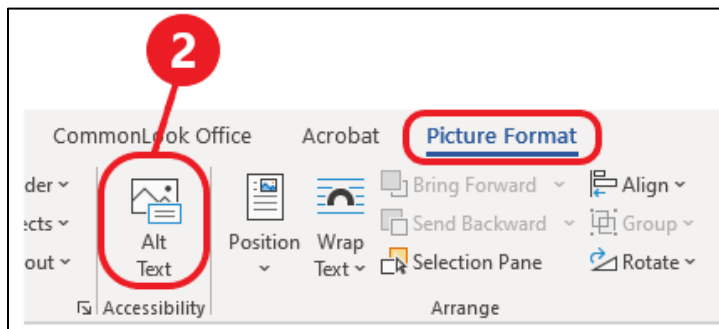 2
CommonLook Office Acrobat Picture Format
der Bring Forward Align
ects Alt Position Wrap Send Backward Group
out Text Text Selection Pane Rotate
Accessibility Arrange